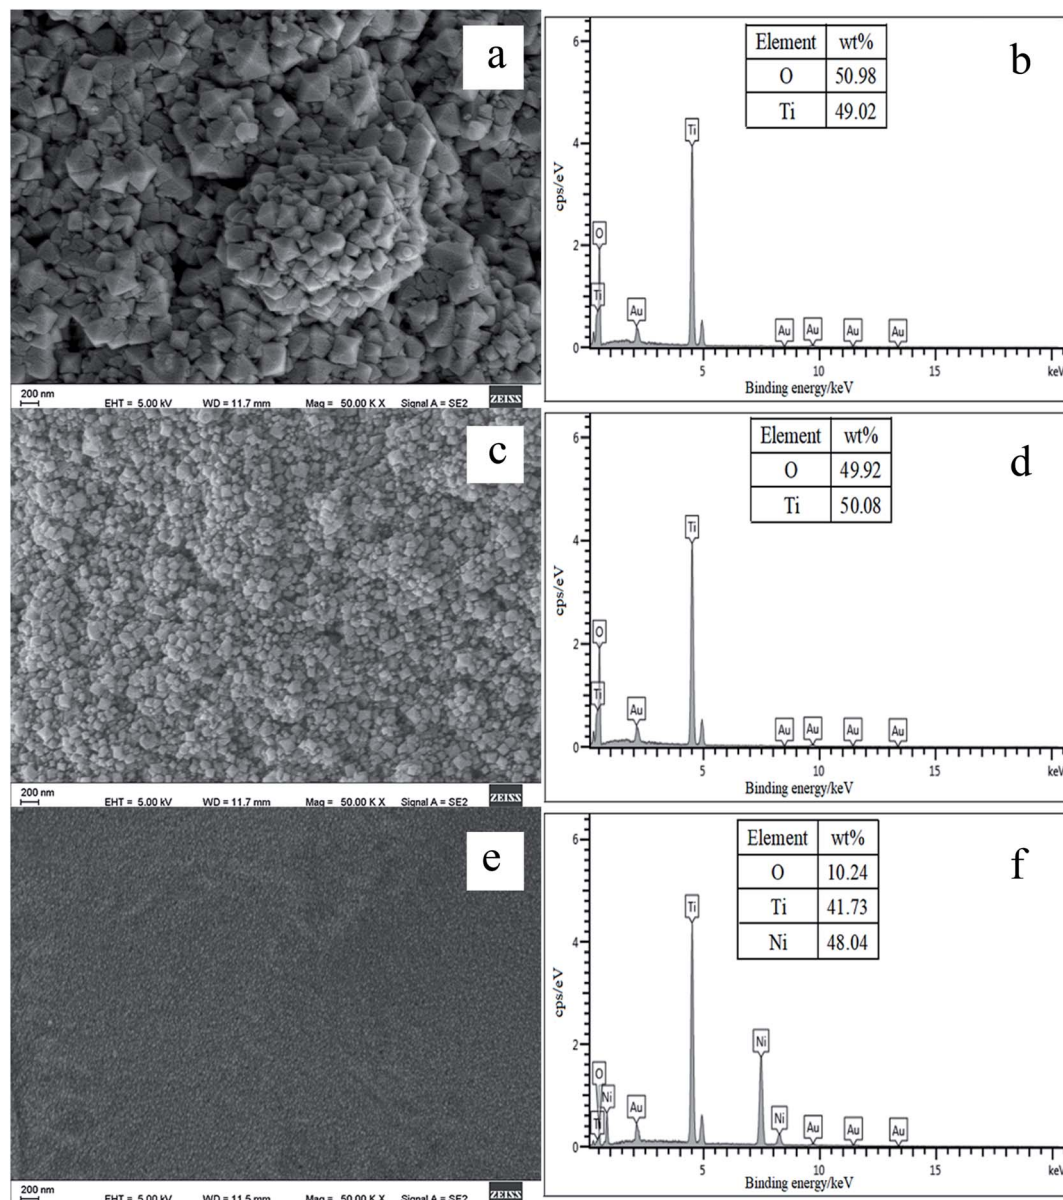 a
200 nm EHT = 5.00 kV WD = 11.7 mm Mag = 50.00 K X Signal A = SE2 ZEISS
b
Element wt%
O 50.98
Ti 49.02
cps/eV
6
4
2
0
Ti
O
Ti
Au
Au
Au
Au
Au
5 10 15 keV
Binding energy/keV
c
200 nm EHT = 5.00 kV WD = 11.7 mm Mag = 50.00 K X Signal A = SE2 ZEISS
d
Element wt%
O 49.92
Ti 50.08
cps/eV
6
4
2
0
Ti
O
Ti
Au
Au
Au
Au
Au
5 10 15 keV
Binding energy/keV
e
200 nm EHT = 5.00 kV WD = 11.5 mm Mag = 50.00 K X Signal A = SE2 ZEISS
f
Element wt%
O 10.24
Ti 41.73
Ni 48.04
cps/eV
6
4
2
0
Ti
Ni
O
Ni
Ti
Au
Ni
Au
Au
Au
5 10 15 keV
Binding energy/keV